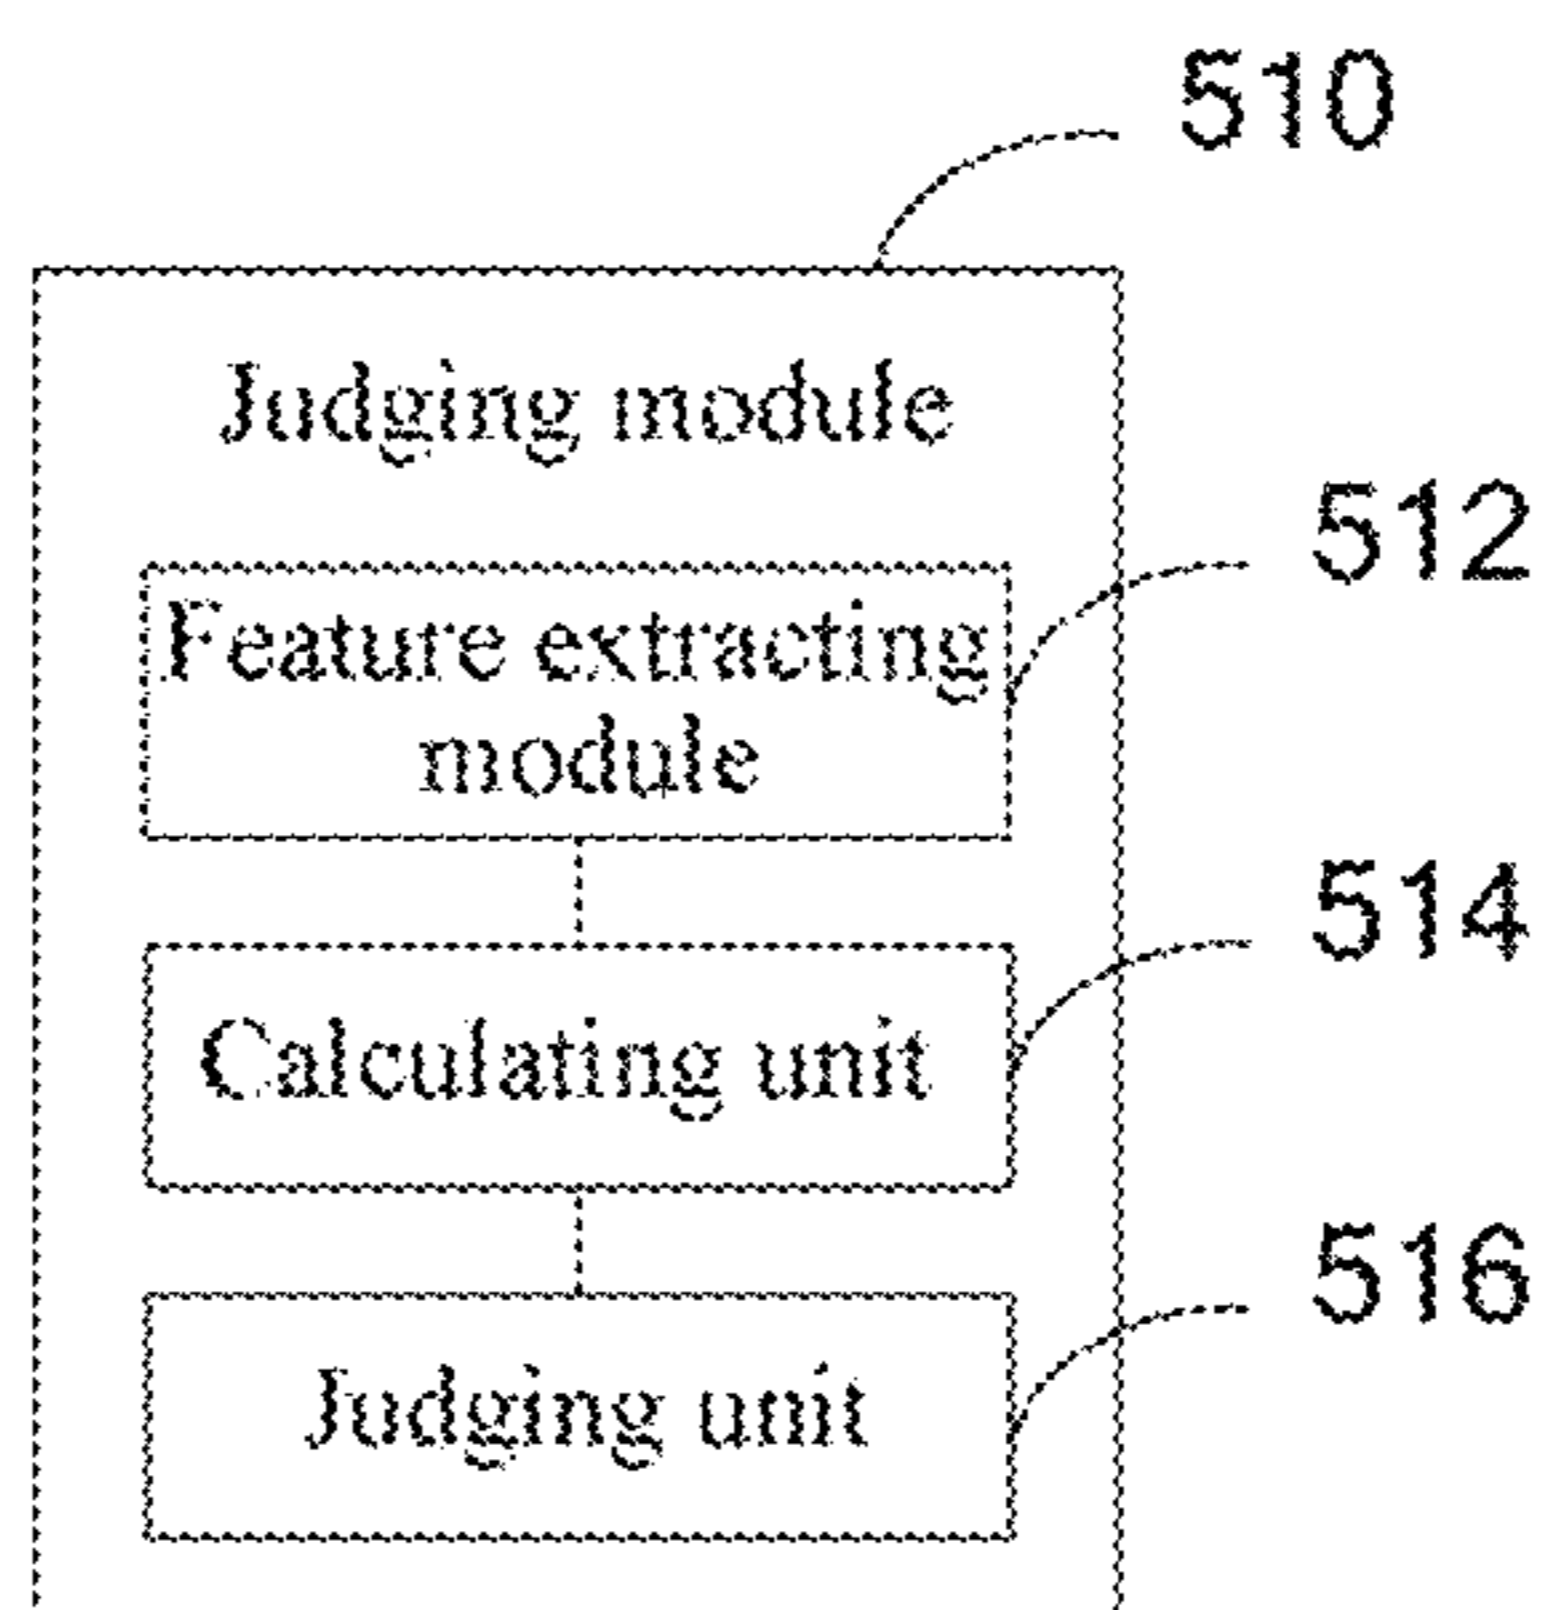 510
Judging module
512
Feature extracting
module
514
Calculating unit
516
Judging unit